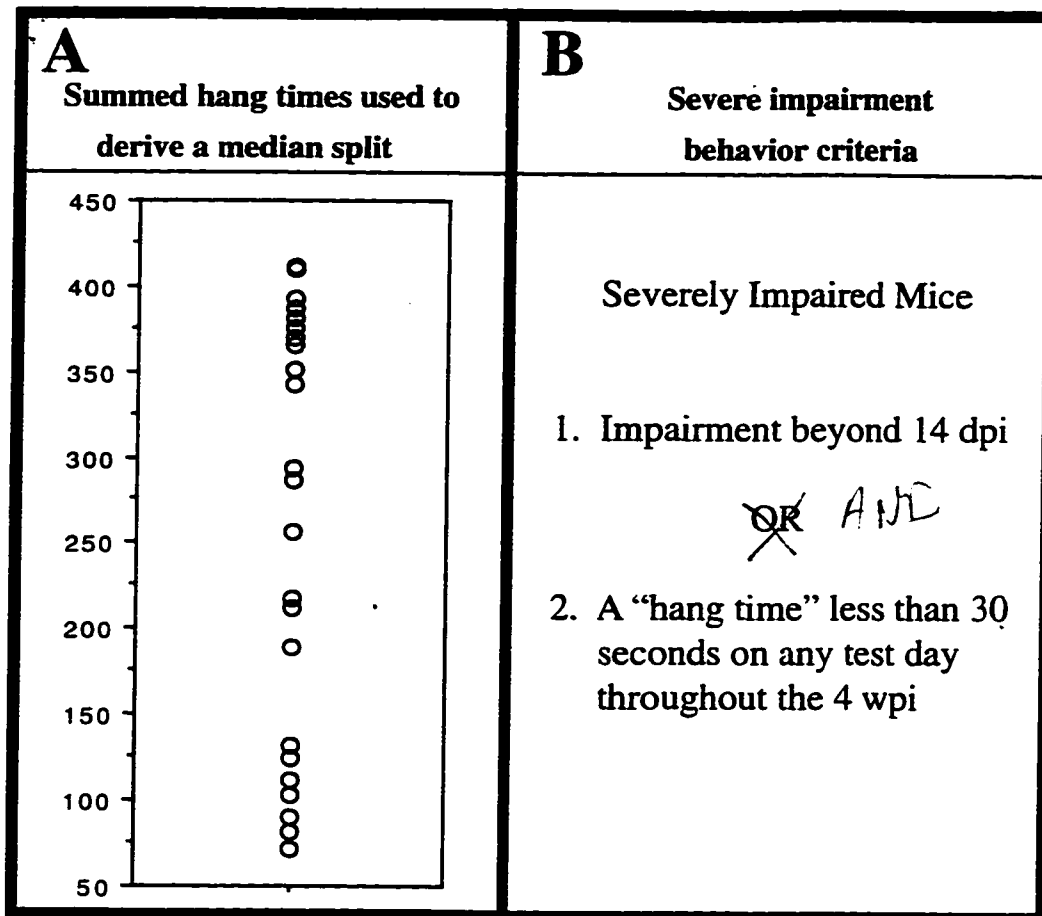 A
Summed hang times used to
derive a median split
450
400
350
300
250
200
150
100
50
B
Severe impairment
behavior criteria
Severely Impaired Mice
1. Impairment beyond 14 dpi
OR AND
2. A “hang time” less than 30
seconds on any test day
throughout the 4 wpi